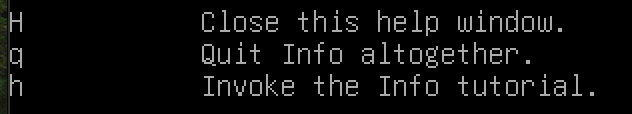 H Close this help window.
q Quit Info altogether.
h Invoke the Info tutorial.